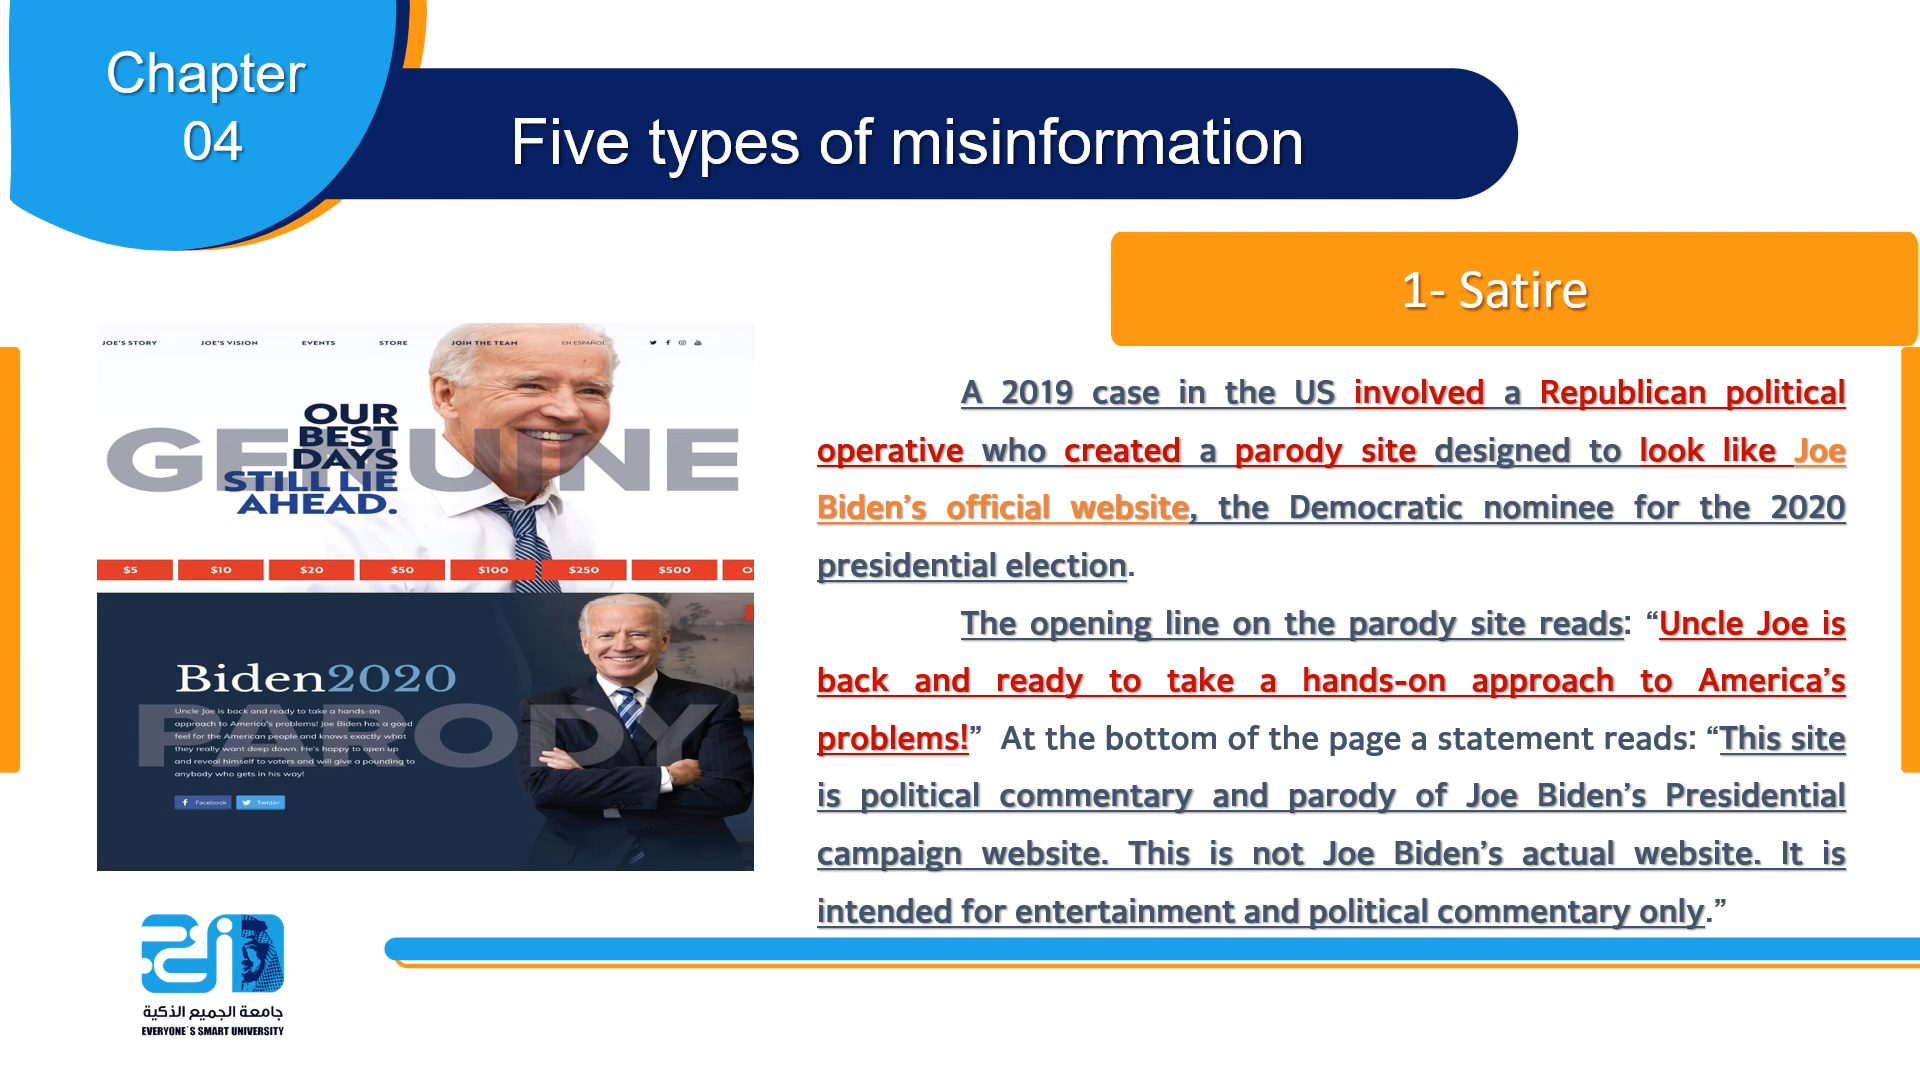 Chapter
04
Five types of misinformation
1- Satire
JOE'S STORY JOE'S VISION EVENTS STORE JOIN THE TEAM EN ESPAÑOL
OUR
BEST
DAYS
STILL LIE
AHEAD.
GENUINE
$5 $10 $20 $50 $100 $250 $500
Biden2020
Uncle Joe is back and ready to take a hands-on
approach to America's problems! Joe Biden has a good
feel for the American people and knows exactly what
they really want deep down. He's happy to open up
and reveal himself to voters and will give a pounding to
anybody who gets in his way!
PARODY
Facebook Twitter
A 2019 case in the US involved a Republican political
operative who created a parody site designed to look like Joe
Biden’s official website, the Democratic nominee for the 2020
presidential election.
The opening line on the parody site reads: “Uncle Joe is
back and ready to take a hands-on approach to America’s
problems!” At the bottom of the page a statement reads: “This site
is political commentary and parody of Joe Biden’s Presidential
campaign website. This is not Joe Biden’s actual website. It is
intended for entertainment and political commentary only.”
جامعة الجميع الذكية
EVERYONE`S SMART UNIVERSITY